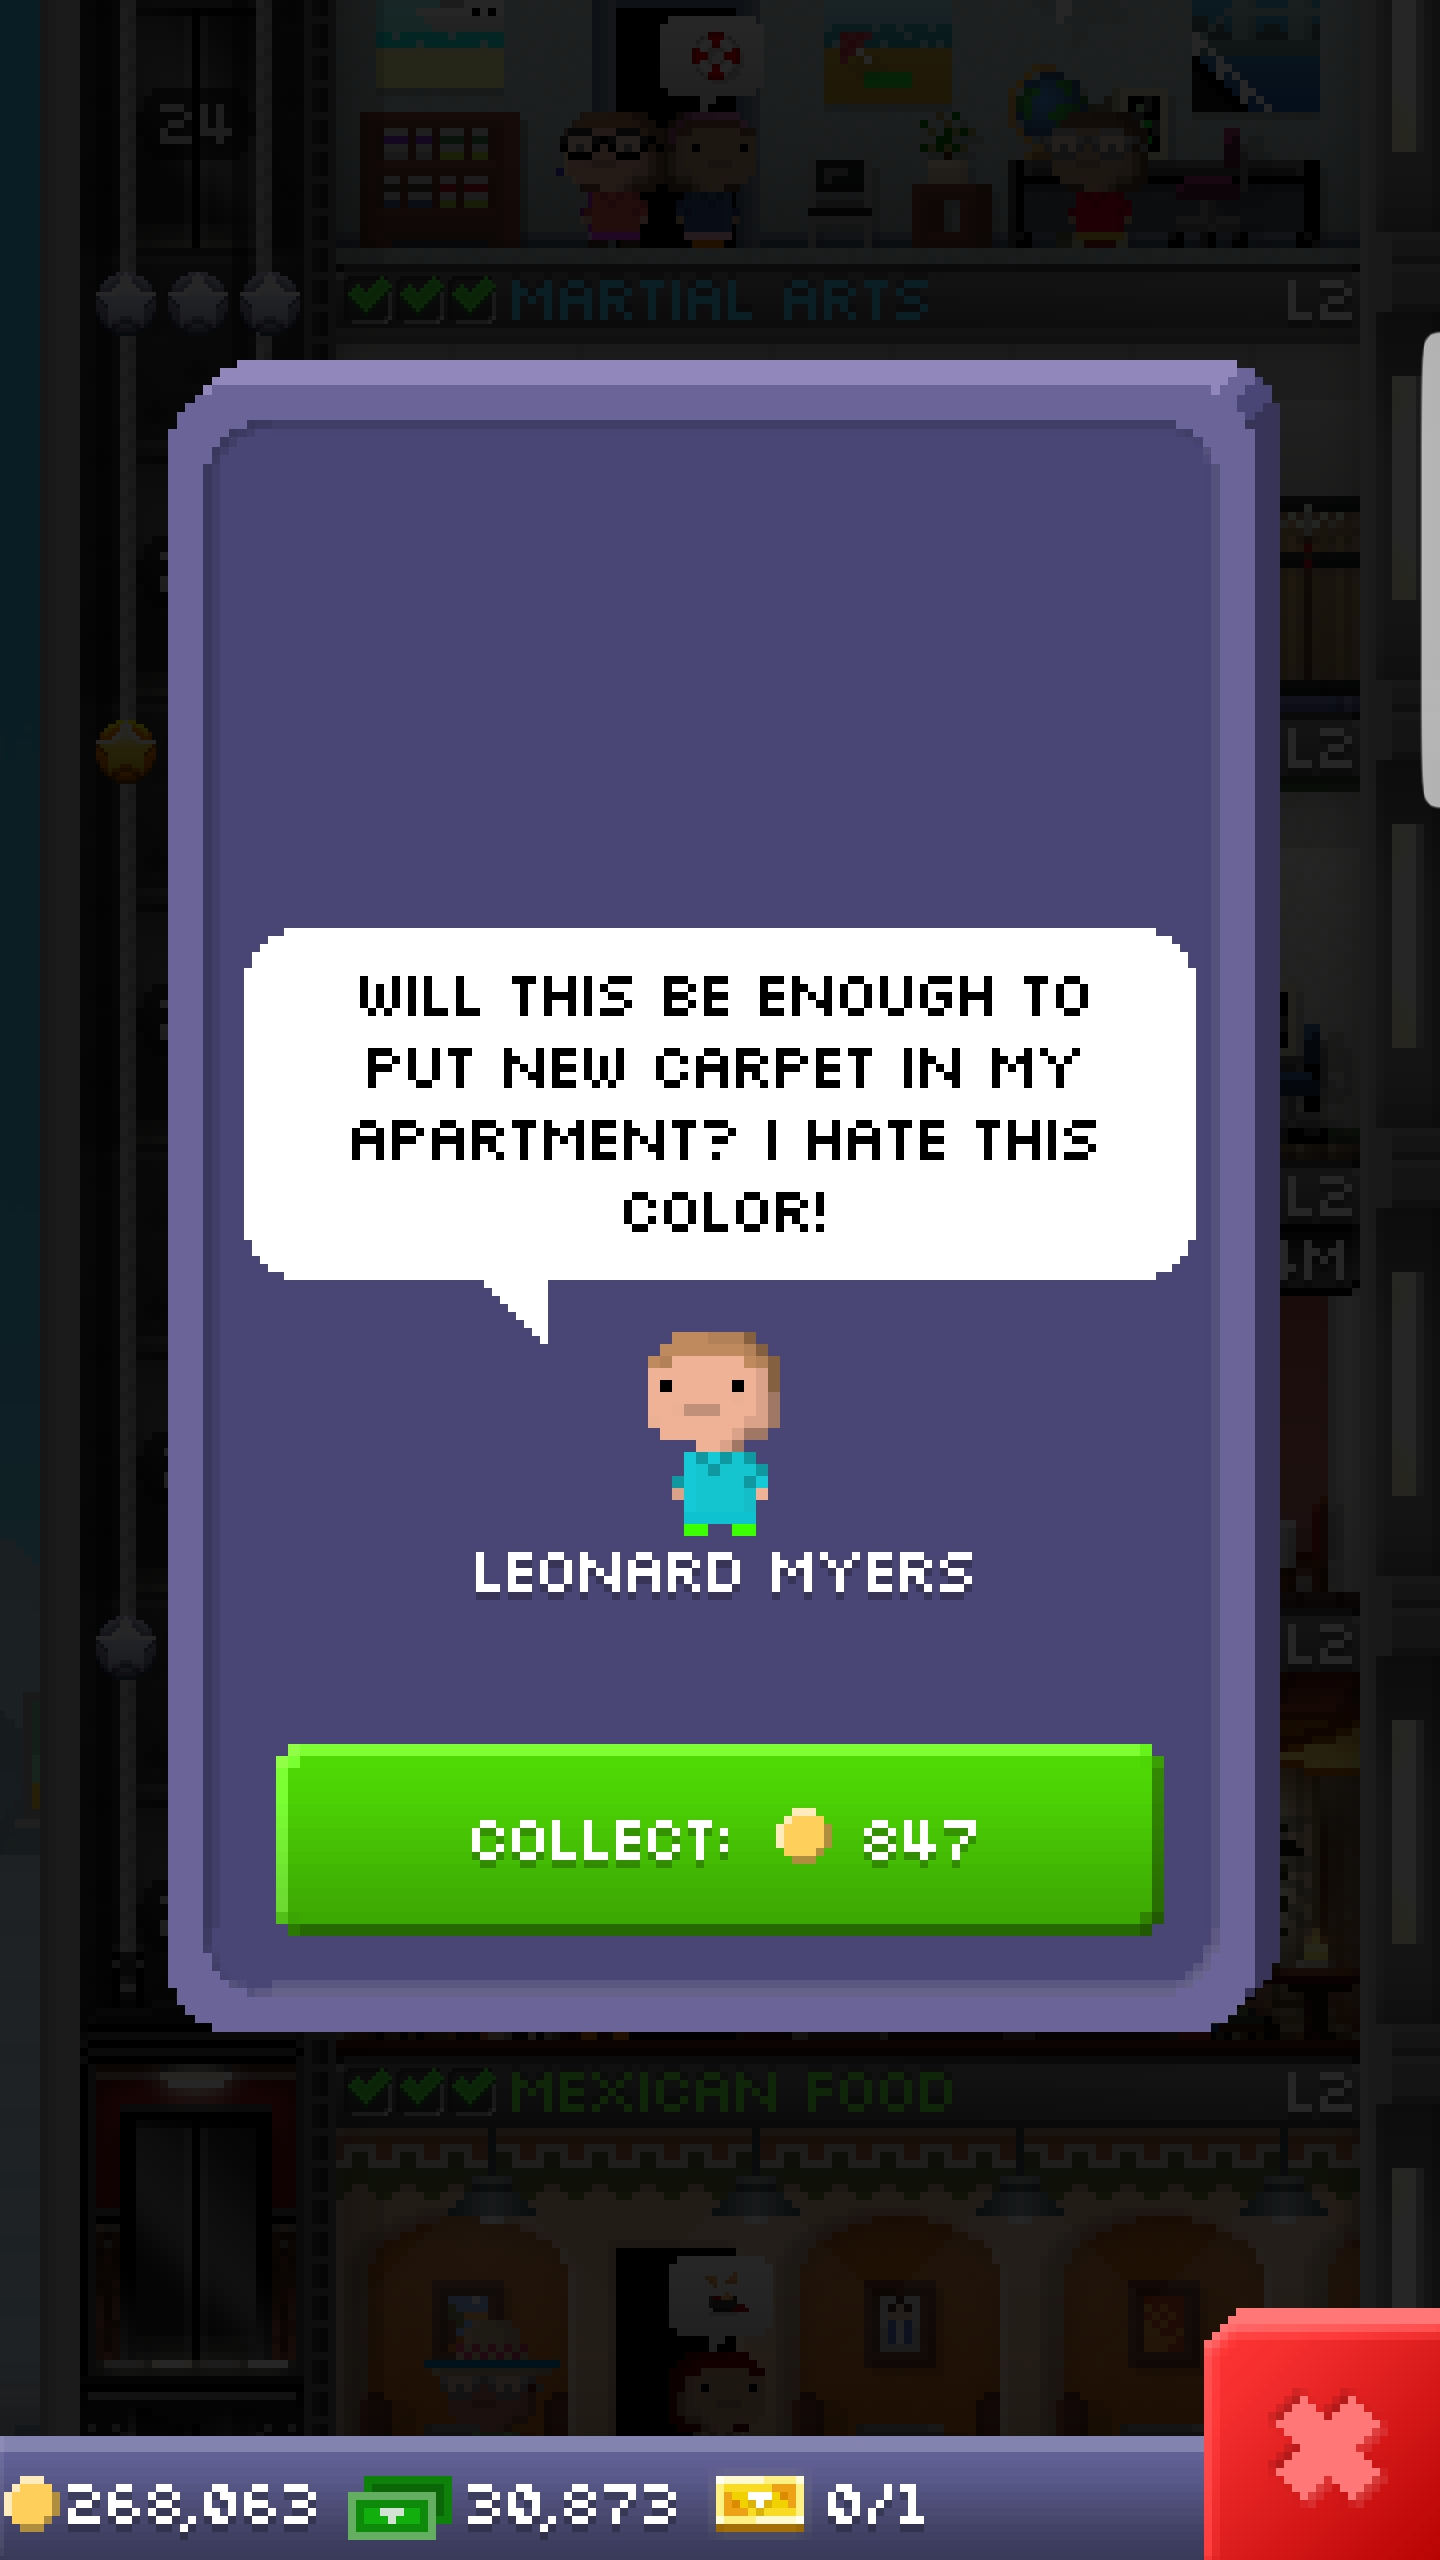 24
MARTIAL ARTS L2
L2
L2
L2
WILL THIS BE ENOUGH TO
PUT NEW CARPET IN MY
APARTMENT? I HATE THIS
COLOR!
LEONARD MYERS
COLLECT: 847
MEXICAN FOOD L2
268,063 30,873 0/1